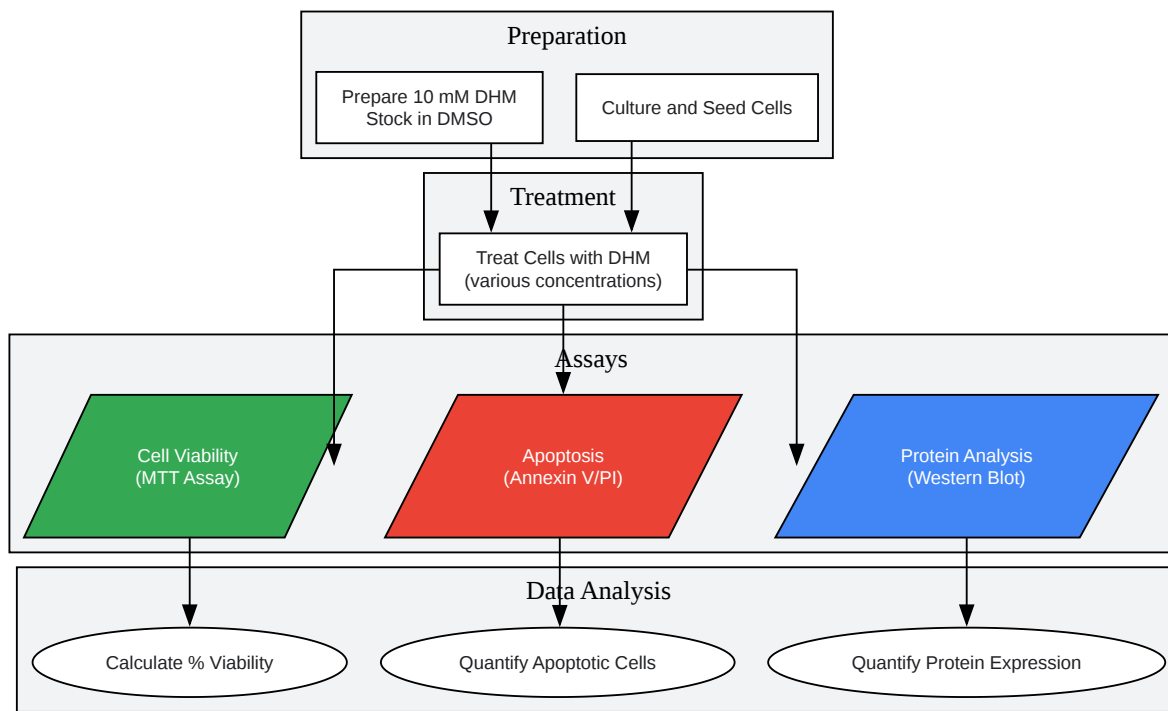 Preparation
Prepare 10 mM DHM
Stock in DMSO
Culture and Seed Cells
Treatment
Treat Cells with DHM
(various concentrations)
Assays
Cell Viability
(MTT Assay)
Apoptosis
(Annexin V/PI)
Protein Analysis
(Western Blot)
Data Analysis
Calculate % Viability
Quantify Apoptotic Cells
Quantify Protein Expression